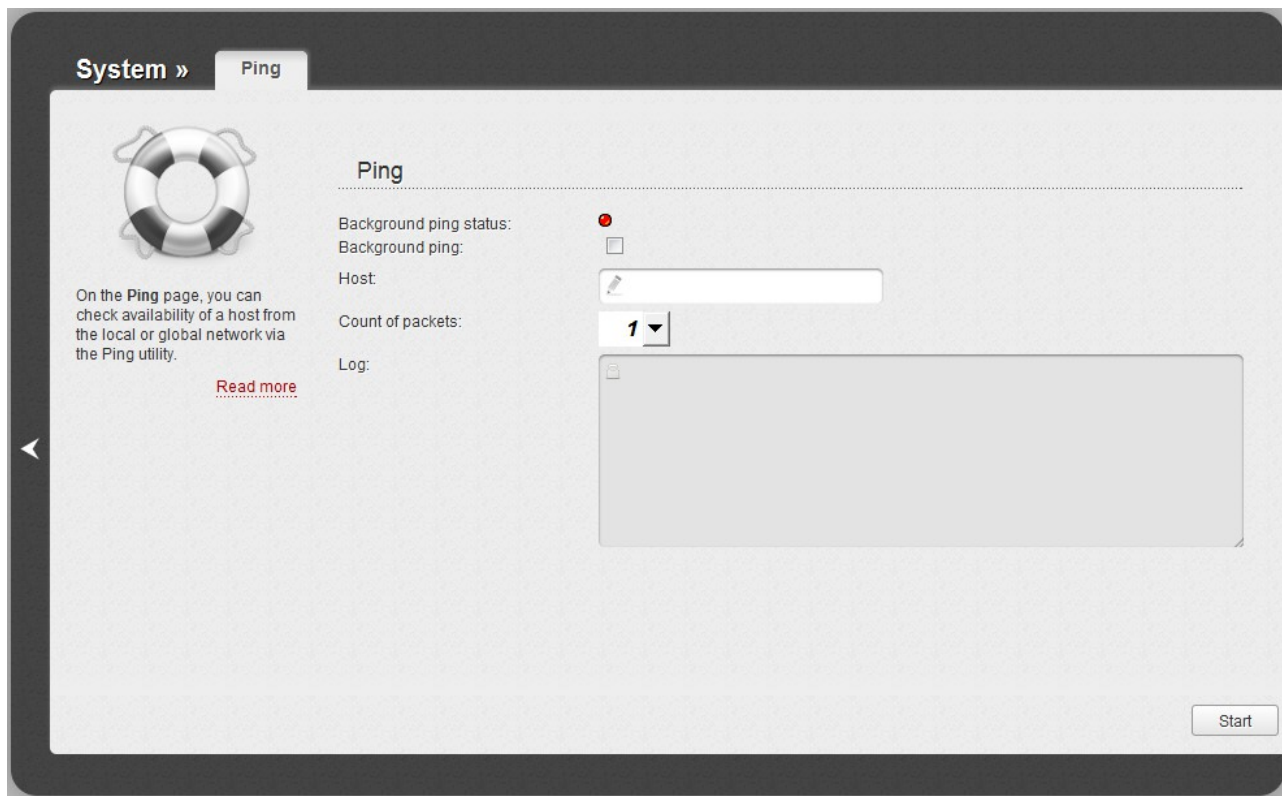 System »
Ping
Ping
Background ping status:
Background ping:
Host:
Count of packets:
1
Log:
On the Ping page, you can
check availability of a host from
the local or global network via
the Ping utility.
Read more
Start